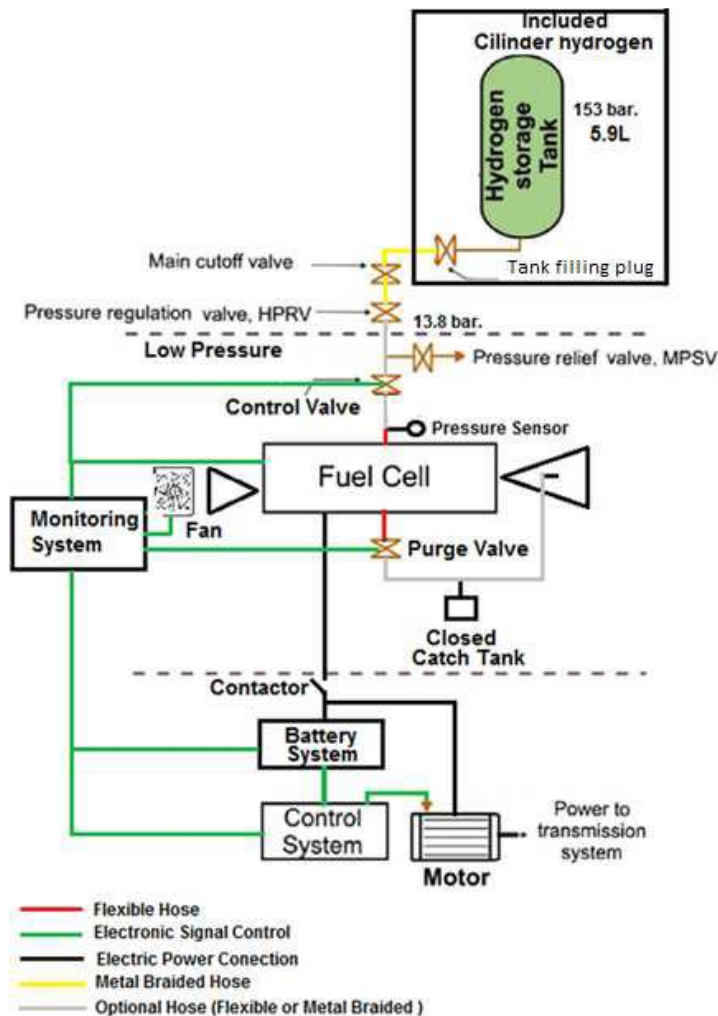 Included
Cilinder hydrogen
Hydrogen
storage
Tank
153 bar.
5.9L
Main cutoff valve
Tank filling plug
Pressure regulation valve, HPRV
13.8 bar.
Low Pressure
Pressure relief valve, MPSV
Control Valve
Pressure Sensor
Fuel Cell
Monitoring
System
Fan
Purge Valve
Closed
Catch Tank
Contactor
Battery
System
Control
System
Motor
Power to
transmission
system
Flexible Hose
Electronic Signal Control
Electric Power Conection
Metal Braided Hose
Optional Hose (Flexible or Metal Braided )